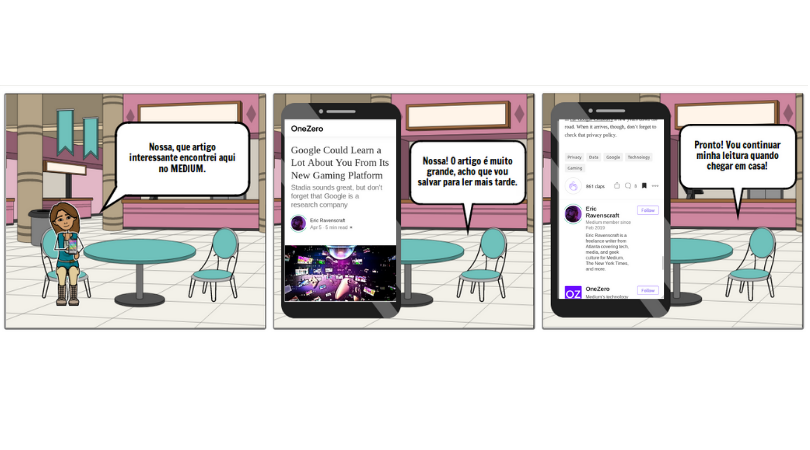 Nossa, que artigo
interessante encontrei aqui
no MEDIUM.
OneZero
Google Could Learn a
Lot About You From Its
New Gaming Platform
Stadia sounds great, but don't
forget that Google is a
research company
Eric Ravenscraft
Apr 5 · 5 min read
Nossa! O artigo é muito
grande, acho que vou
salvar para ler mais tarde.
read. When it arrives, though, don't forget to
check that privacy policy.
Privacy
Data
Google
Technology
Gaming
861 claps
Eric
Ravenscraft
Follow
Medium member since
Feb 2018
Eric Ravenscraft is a
freelance writer from
Atlanta covering tech,
media, and geek
culture for Medium,
The New York Times,
and more.
OZ
OneZero
Follow
Medium's technology
Pronto! Vou continuar
minha leitura quando
chegar em casa!